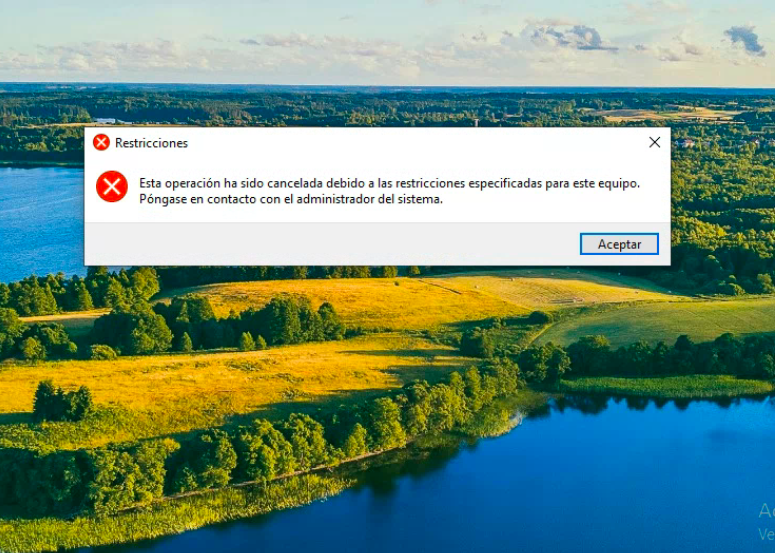 Restricciones
Esta operación ha sido cancelada debido a las restricciones especificadas para este equipo.
Póngase en contacto con el administrador del sistema.
Aceptar